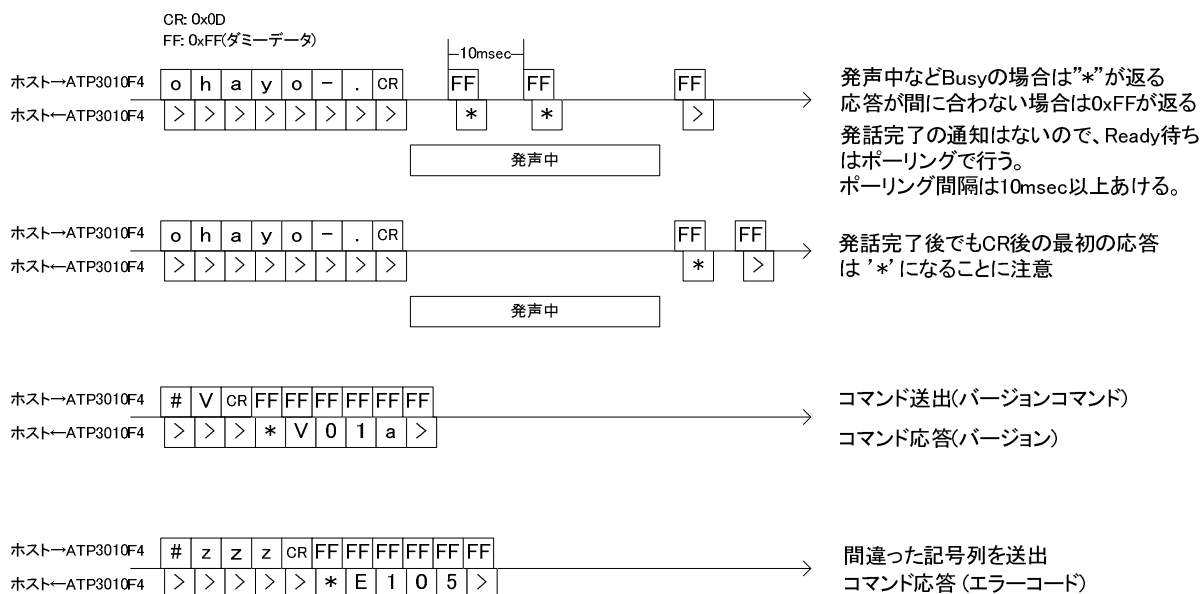 CR: 0x0D
FF: 0xFF(ダミーデータ)
10msec
ホスト→ATP3010F4 o h a y o - . CR FF FF FF
ホスト←ATP3010F4 > > > > > > > > * * >
発声中
発声中などBusyの場合は"*"が返る
応答が間に合わない場合は0xFFが返る
発話完了の通知はないので、Ready待ち
はポーリングで行う。
ポーリング間隔は10msec以上あける。
ホスト→ATP3010F4 o h a y o - . CR FF FF
ホスト←ATP3010F4 > > > > > > > > * >
発声中
発話完了後でもCR後の最初の応答
は '*' になることに注意
ホスト→ATP3010F4 # V CR FF FF FF FF FF FF
ホスト←ATP3010F4 > > > * V 0 1 a >
コマンド送出(バージョンコマンド)
コマンド応答(バージョン)
ホスト→ATP3010F4 # z z z CR FF FF FF FF FF FF
ホスト←ATP3010F4 > > > > > * E 1 0 5 >
間違った記号列を送出
コマンド応答 (エラーコード)